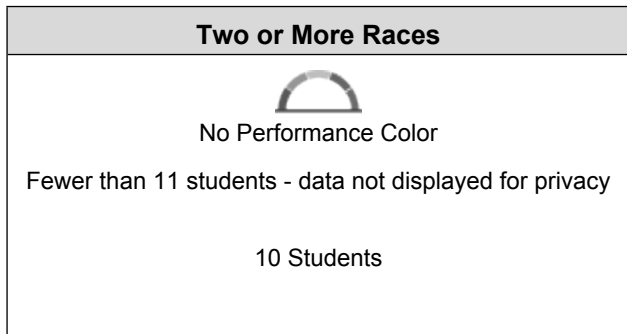 Two or More Races
No Performance Color
Fewer than 11 students - data not displayed for privacy
10 Students